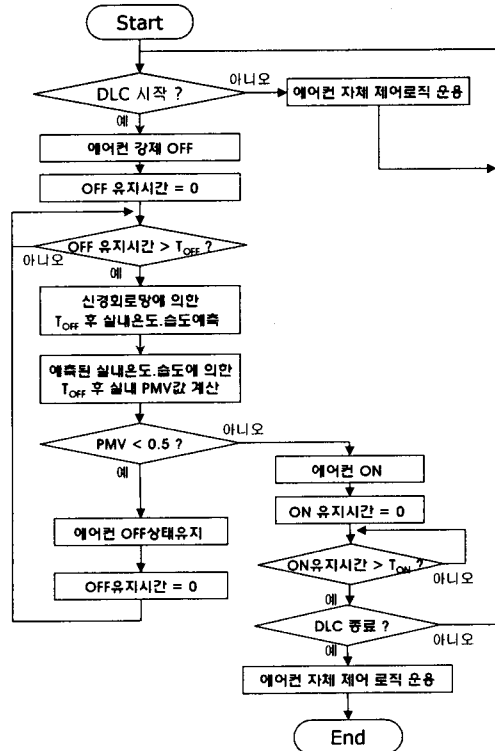 Start
DLC 시작 ?
아니오
에어컨 자체 제어로직 운용
예
에어컨 강제 OFF
OFF 유지시간 = 0
OFF 유지시간 > T_OFF ?
아니오
예
신경회로망에 의한
T_OFF 후 실내온도.습도예측
예측된 실내온도.습도에 의한
T_OFF 후 실내 PMV값 계산
PMV < 0.5 ?
아니오
예
에어컨 OFF상태유지
OFF유지시간 = 0
에어컨 ON
ON 유지시간 = 0
ON유지시간 > T_ON ?
아니오
예
DLC 종료 ?
아니오
예
에어컨 자체 제어 로직 운용
End